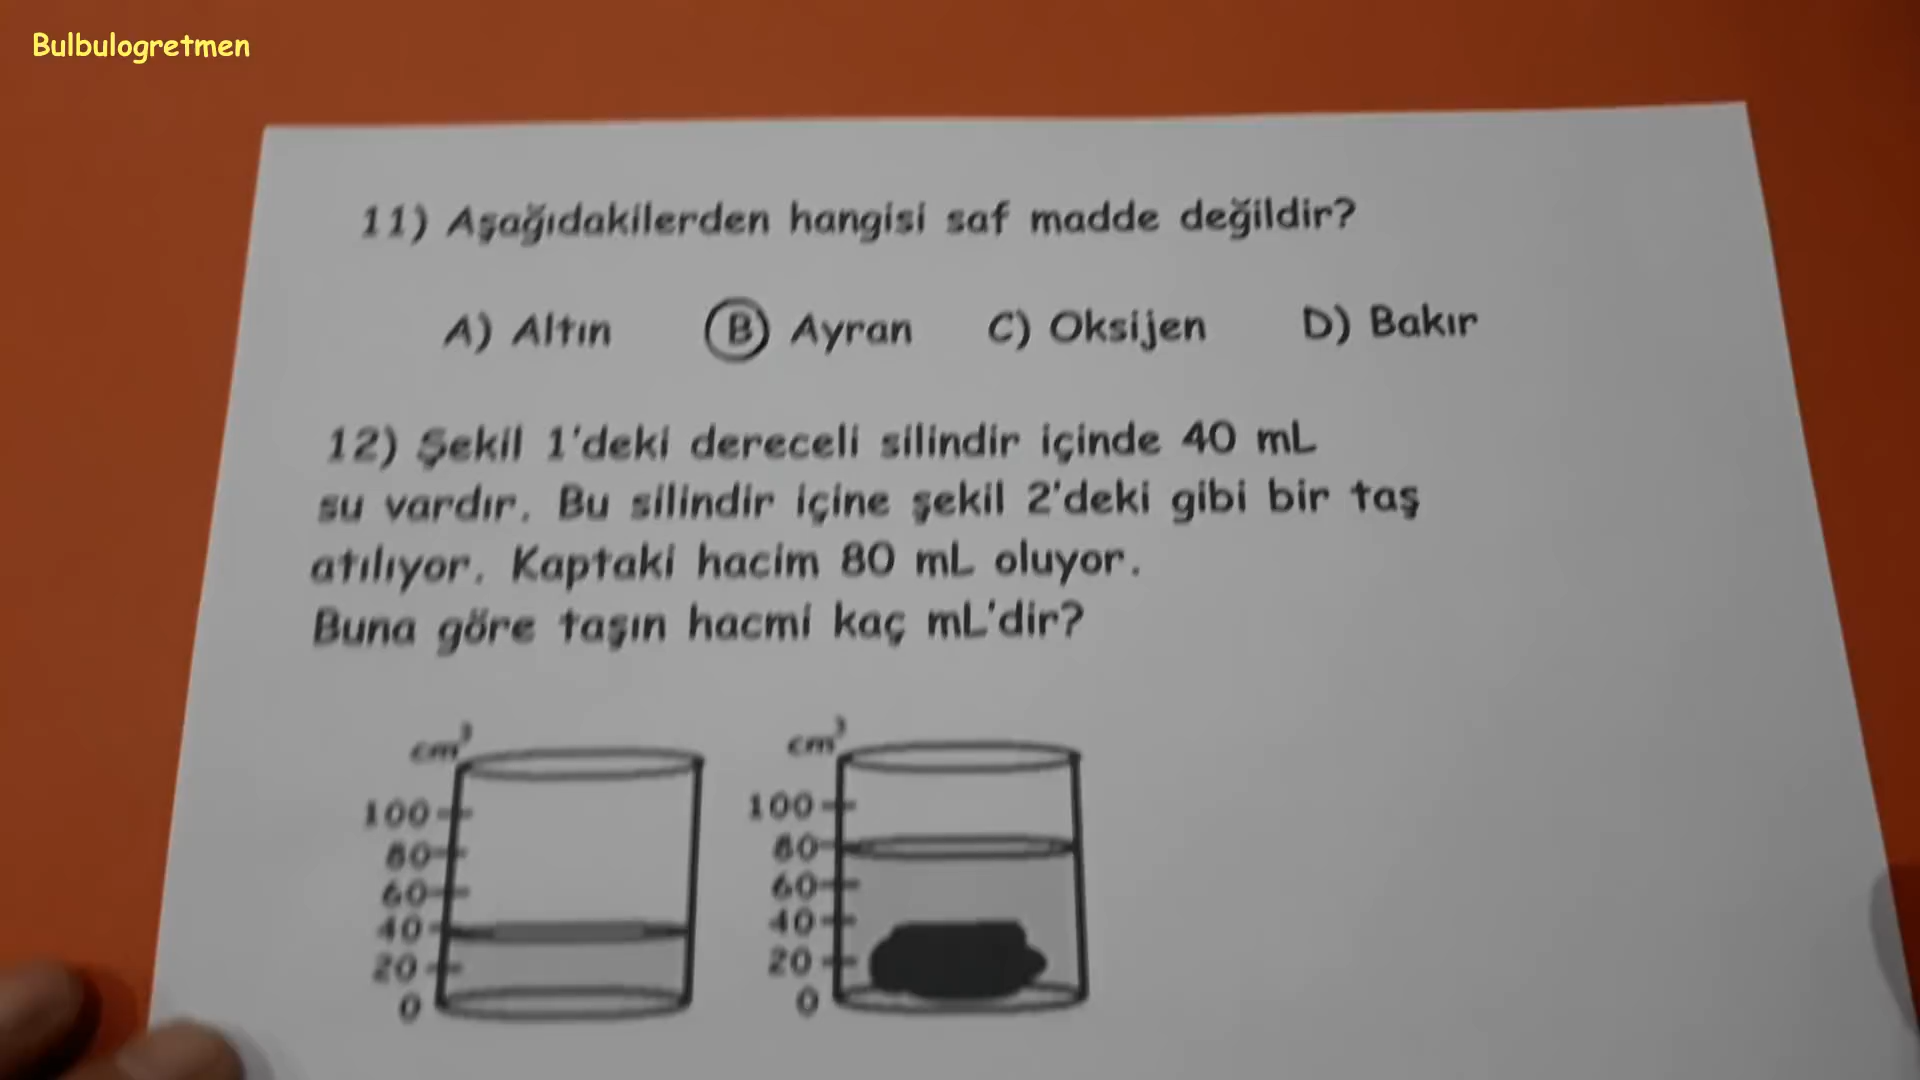 Bulbulogretmen
11) Aşağıdakilerden hangisi saf madde değildir?
A) Altın B) Ayran C) Oksijen D) Bakır
12) Şekil 1'deki dereceli silindir içinde 40 mL
su vardır. Bu silindir içine şekil 2'deki gibi bir taş
atılıyor. Kaptaki hacim 80 mL oluyor.
Buna göre taşın hacmi kaç mL'dir?
cm³
100
80
60
40
20
0
cm³
100
80
60
40
20
0